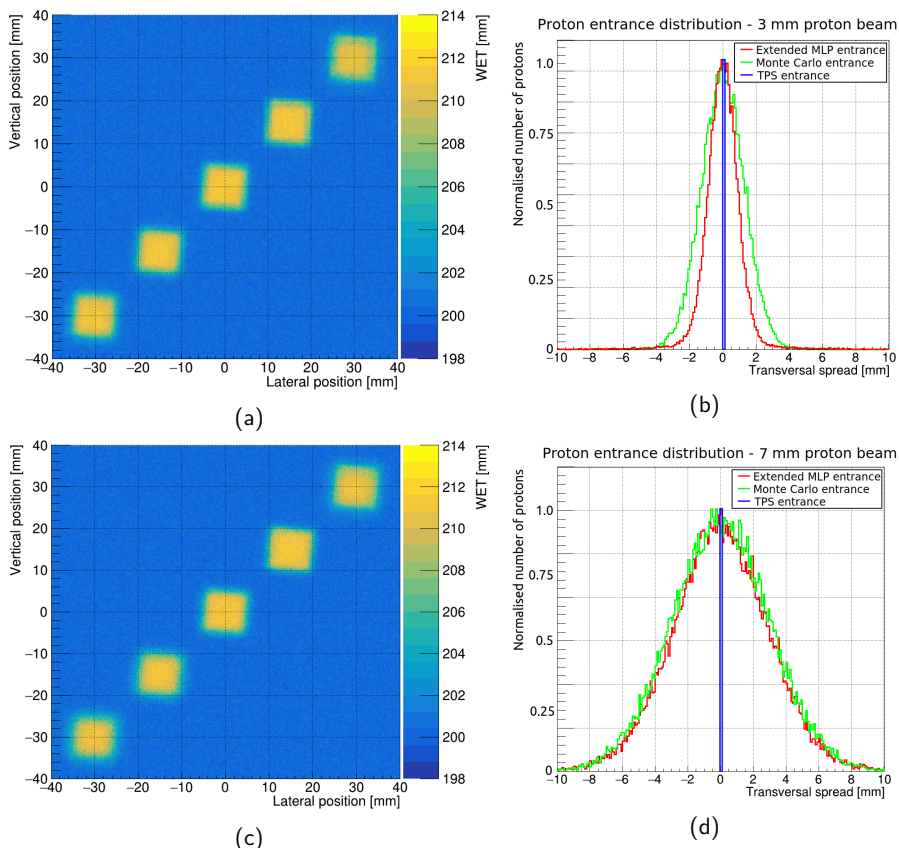 Vertical position [mm]
40
30
20
10
0
−10
−20
−30
−40
−40 −30 −20 −10 0 10 20 30 40
Lateral position [mm]
WET [mm]
214
212
210
208
206
204
202
200
198
(a)
Proton entrance distribution - 3 mm proton beam
Extended MLP entrance
Monte Carlo entrance
TPS entrance
Normalised number of protons
1.0
0.75
0.5
0.25
0
−10 −8 −6 −4 −2 0 2 4 6 8 10
Transversal spread [mm]
(b)
Vertical position [mm]
40
30
20
10
0
−10
−20
−30
−40
−40 −30 −20 −10 0 10 20 30 40
Lateral position [mm]
WET [mm]
214
212
210
208
206
204
202
200
198
(c)
Proton entrance distribution - 7 mm proton beam
Extended MLP entrance
Monte Carlo entrance
TPS entrance
Normalised number of protons
1.0
0.75
0.5
0.25
0
−10 −8 −6 −4 −2 0 2 4 6 8 10
Transversal spread [mm]
(d)